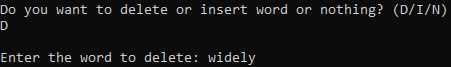 Do you want to delete or insert word or nothing? (D/I/N)
D
Enter the word to delete: widely